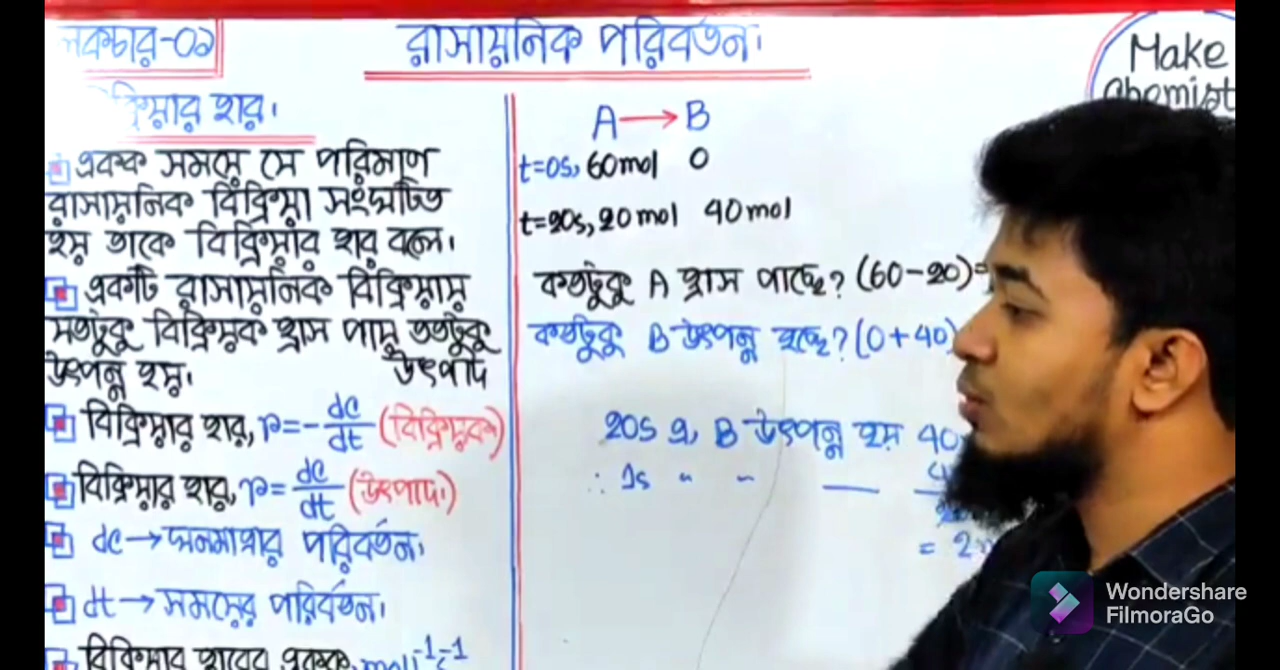 লেকচার-০১
রাসায়নিক পরিবর্তন।
Make
Chemist
বিক্রিয়ার হার।
একক সময়ে যে পরিমাণ
রাসায়নিক বিক্রিয়া সংঘটিত
হয় তাকে বিক্রিয়ার হার বলে।
একটি রাসায়নিক বিক্রিয়ায়
যতটুকু বিক্রিয়ক হ্রাস পায় ততটুকু
উৎপন্ন হয়। উৎপাদ
বিক্রিয়ার হার, r = - dc/dt (বিক্রিয়ক)
বিক্রিয়ার হার, r = dc/dt (উৎপাদ)
dc → ঘনমাত্রার পরিবর্তন।
dt → সময়ের পরিবর্তন।
বিক্রিয়ার হারের একক,
A → B
t=0s, 60mol 0
t=20s, 20mol 40mol
কতটুকু A হ্রাস পাচ্ছে? (60-20)=
কতটুকু B উৎপন্ন হচ্ছে? (0+40)
20s এ, B উৎপন্ন হয় 40
∴ 1s " "
= 2
Wondershare
FilmoraGo